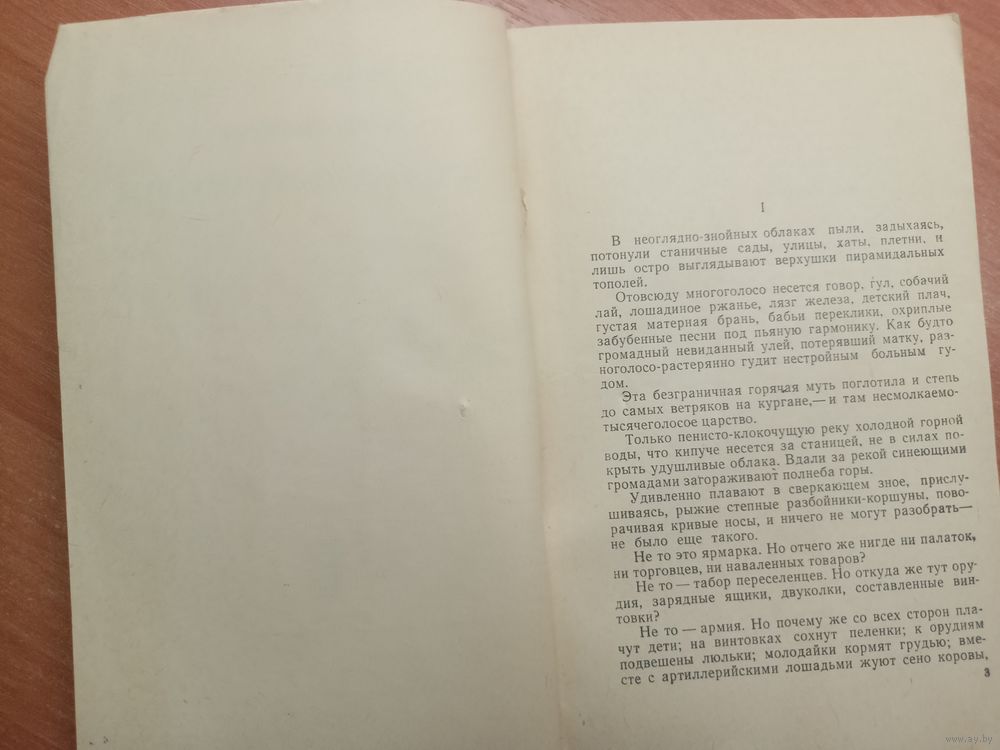 I
В неоглядно-знойных облаках пыли, задыхаясь,
потонули станичные сады, улицы, хаты, плетни, и
лишь остро выглядывают верхушки пирамидальных
тополей.
Отовсюду многоголосо несется говор, гул, собачий
лай, лошадиное ржанье, лязг железа, детский плач,
густая матерная брань, бабьи переклики, охриплые
забубенные песни под пьяную гармонику. Как будто
громадный невиданный улей, потерявший матку, раз-
ноголосо-растерянно гудит нестройным больным гу-
дом.
Эта безграничная горячая муть поглотила и степь
до самых ветряков на кургане,— и там несмолкаемо-
тысячеголосое царство.
Только пенисто-клокочущую реку холодной горной
воды, что кипуче несется за станицей, не в силах по-
крыть удушливые облака. Вдали за рекой синеющими
громадами загораживают полнеба горы.
Удивленно плавают в сверкающем зное, прислу-
шиваясь, рыжие степные разбойники-коршуны, пово-
рачивая кривые носы, и ничего не могут разобрать—
не было еще такого.
Не то это ярмарка. Но отчего же нигде ни палаток,
ни торговцев, ни наваленных товаров?
Не то — табор переселенцев. Но откуда же тут ору-
дия, зарядные ящики, двуколки, составленные вин-
товки?
Не то — армия. Но почему же со всех сторон пла-
чут дети; на винтовках сохнут пеленки; к орудиям
подвешены люльки; молодайки кормят грудью; вме-
сте с артиллерийскими лошадьми жуют сено коровы,
3
www.ay.by